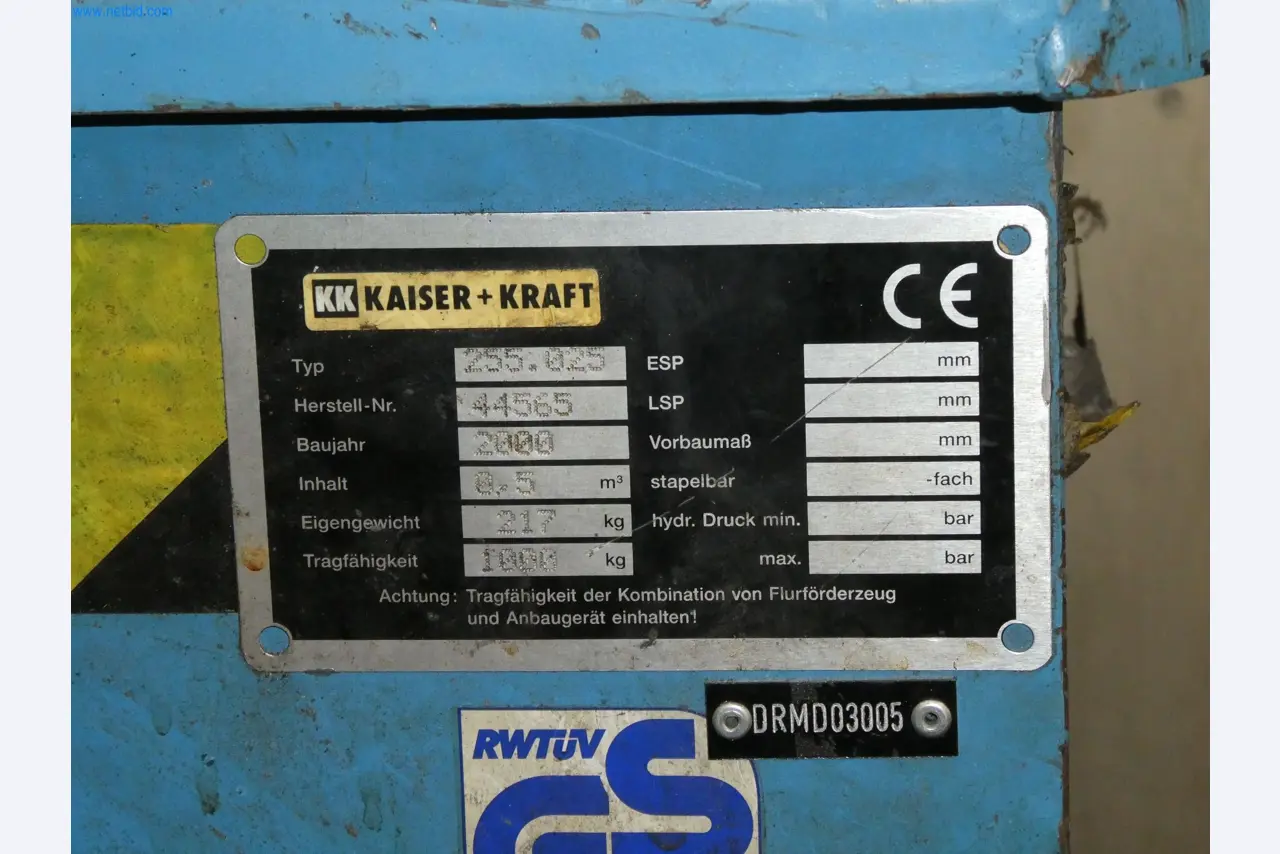 www.netbid.com
KK KAISER + KRAFT
CE
Typ 255.025 ESP mm
Herstell-Nr. 44565 LSP mm
Baujahr 2000 Vorbaumaß mm
Inhalt 0,5 m³ stapelbar -fach
Eigengewicht 217 kg hydr. Druck min. bar
Tragfähigkeit 1000 kg max. bar
Achtung: Tragfähigkeit der Kombination von Flurförderzeug
und Anbaugerät einhalten!
DRMD03005
RWTÜV
GS